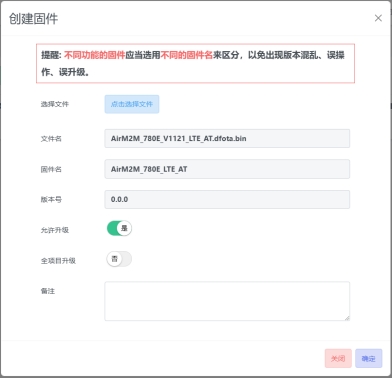 创建固件
×
提醒: 不同功能的固件应当选用不同的固件名来区分，以免出现版本混乱、误操
作、误升级。
选择文件 点击选择文件
文件名 AirM2M_780E_V1121_LTE_AT.dfota.bin
固件名 AirM2M_780E_LTE_AT
版本号 0.0.0
允许升级 是
全项目升级 否
备注
关闭 确定